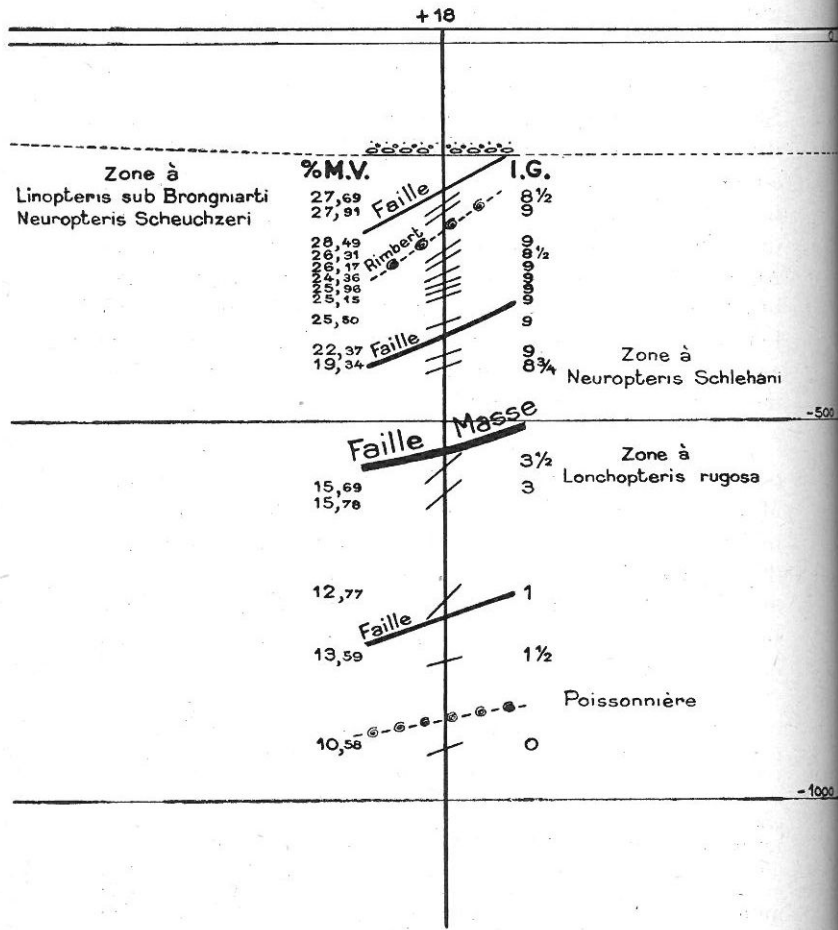 +18
0
Zone à
Linopteris sub Brongniarti
Neuropteris Scheuchzeri
%M.V.
I.G.
27,69
Faille
8½
27,91
9
28,49
Rimbert
9
26,31
8½
26,17
9
24,36
9
25,96
9
25,15
9
25,50
9
Faille
22,37
9
19,34
8¾
Zone à
Neuropteris Schlehani
-500
Faille Masse
3½
15,69
3
15,78
Zone à
Lonchopteris rugosa
12,77
1
Faille
13,59
1½
Poissonnière
10,58
0
-1000